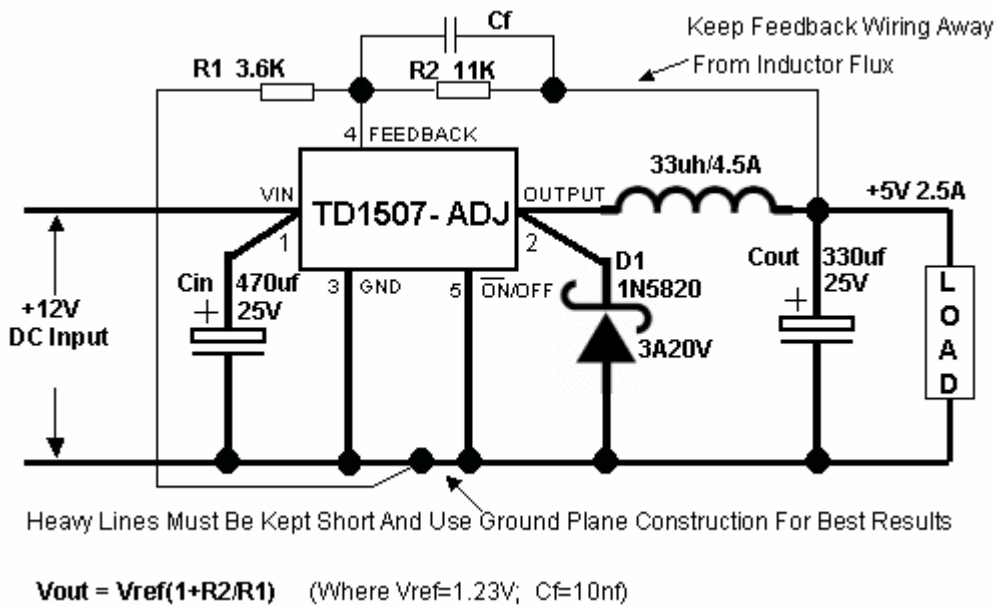 Cf
Keep Feedback Wiring Away
From Inductor Flux
R1 3.6K
R2 11K
4 FEEDBACK
33uh/4.5A
VIN
TD1507- ADJ
OUTPUT
+5V 2.5A
1
2
3 GND
5 ON/OFF
Cin
470uf
25V
+
D1
1N5820
3A20V
Cout
330uf
25V
+
LOAD
+12V
DC Input
Heavy Lines Must Be Kept Short And Use Ground Plane Construction For Best Results
Vout = Vref(1+R2/R1) (Where Vref=1.23V; Cf=10nf)